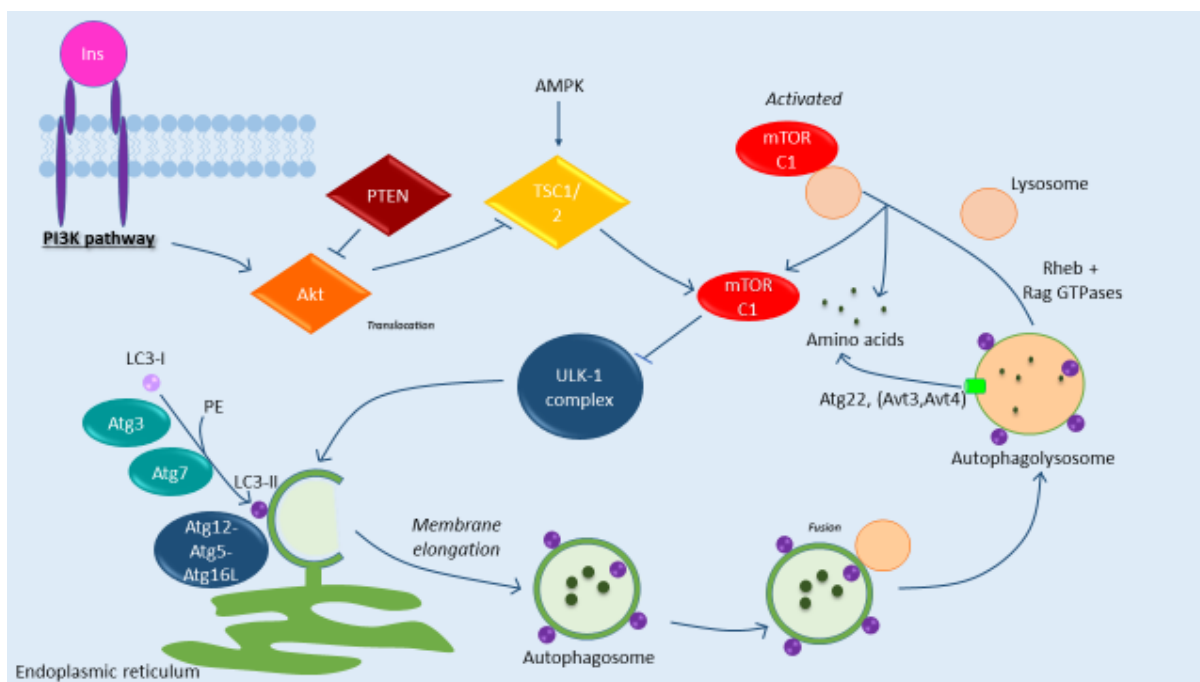 Ins
PI3K pathway
PTEN
Akt
Translocation
AMPK
TSC1/
2
Activated
mTOR
C1
Lysosome
Rheb +
Rag GTPases
mTOR
C1
Amino acids
Atg22, (Avt3,Avt4)
Autophagolysosome
ULK-1
complex
LC3-I
PE
Atg3
Atg7
LC3-II
Atg12-
Atg5-
Atg16L
Membrane
elongation
Autophagosome
Fusion
Endoplasmic reticulum